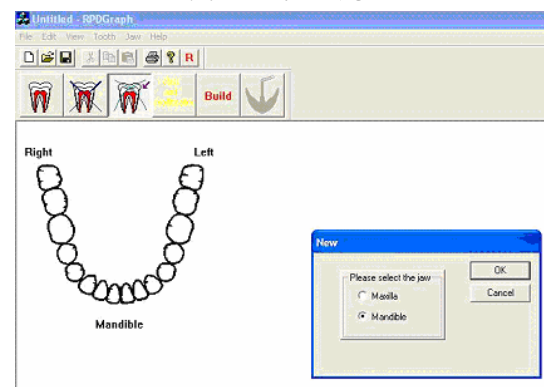 Untitled - RPDGraph
File Edit View Tooth Jaw Help
R
Build
Right Left
Mandible
New
Please select the jaw
Maxilla
Mandible
OK
Cancel